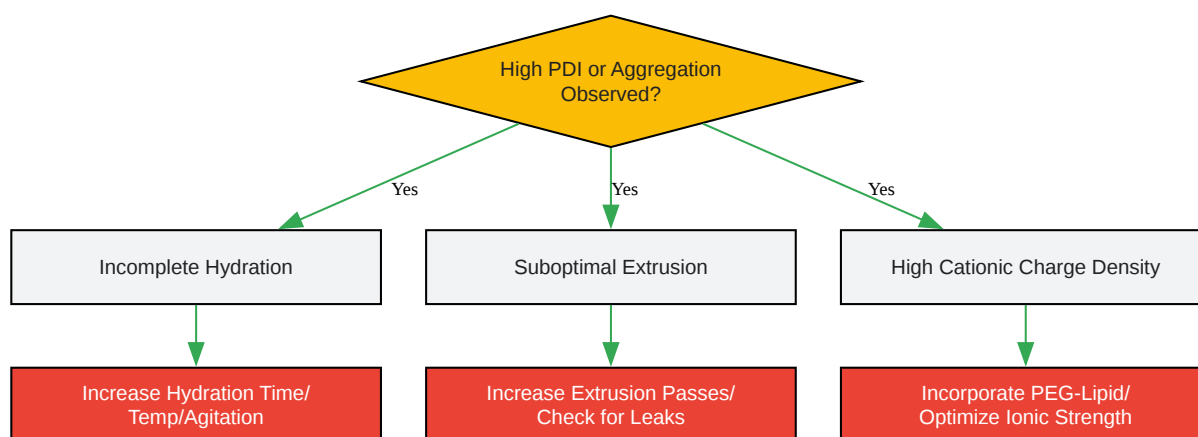 High PDI or Aggregation
Observed?
Yes
Yes
Yes
Incomplete Hydration
Suboptimal Extrusion
High Cationic Charge Density
Increase Hydration Time/
Temp/Agitation
Increase Extrusion Passes/
Check for Leaks
Incorporate PEG-Lipid/
Optimize Ionic Strength